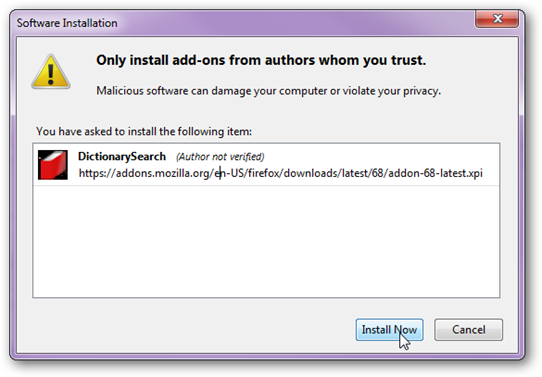 Software Installation
Only install add-ons from authors whom you trust.
Malicious software can damage your computer or violate your privacy.
You have asked to install the following item:
DictionarySearch (Author not verified)
https://addons.mozilla.org/en-US/firefox/downloads/latest/68/addon-68-latest.xpi
Install Now Cancel